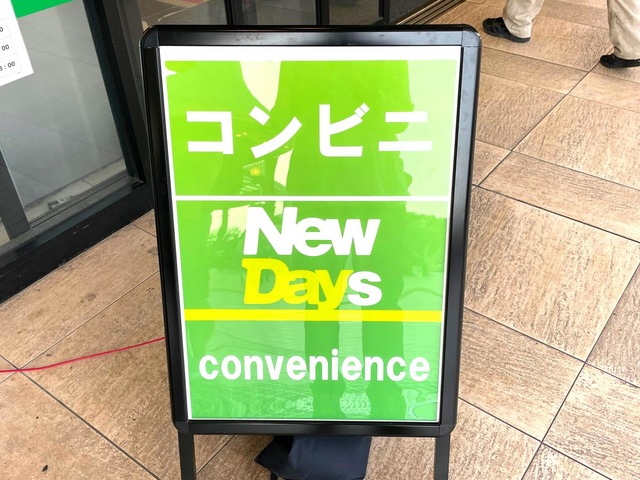 コンビニ
New
Days
convenience